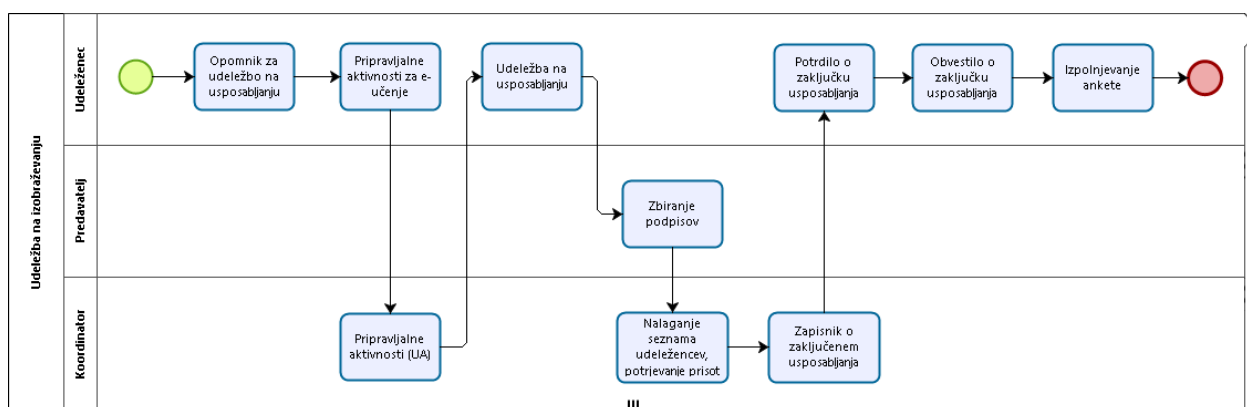 Udeležba na izobraževanju
Udeleženec
Opomnik za
udeležbo na
usposabljanju
Pripravljalne
aktivnosti za e-
učenje
Udeležba na
usposabljanju
Potrdilo o
zaključku
usposabljanja
Obvestilo o
zaključku
usposabljanja
Izpolnjevanje
ankete
Predavatelj
Zbiranje
podpisov
Koordinator
Pripravljalne
aktivnosti (UA)
Nalaganje
seznama
udeležencev,
potrjevanje prisot
Zapisnik o
zaključenem
usposabljanja